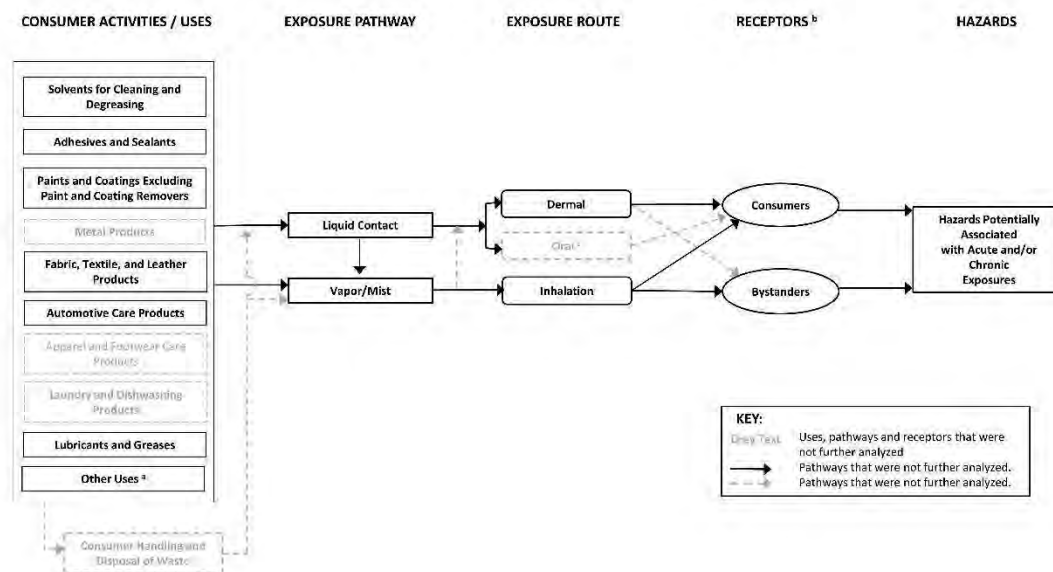 CONSUMER ACTIVITIES / USES
EXPOSURE PATHWAY
EXPOSURE ROUTE
RECEPTORS ᵇ
HAZARDS
Solvents for Cleaning and
Degreasing
Adhesives and Sealants
Paints and Coatings Excluding
Paint and Coating Removers
Metal Products
Fabric, Textile, and Leather
Products
Automotive Care Products
Apparel and Footwear Care
Products
Laundry and Dishwashing
Products
Lubricants and Greases
Other Uses ᵃ
Consumer Handling and
Disposal of Waste
Liquid Contact
Vapor/Mist
Dermal
Oral
Inhalation
Consumers
Bystanders
Hazards Potentially
Associated
with Acute and/or
Chronic
Exposures
KEY:
Grey Text
Uses, pathways and receptors that were
not further analyzed
Pathways that were not further analyzed.
Pathways that were not further analyzed.